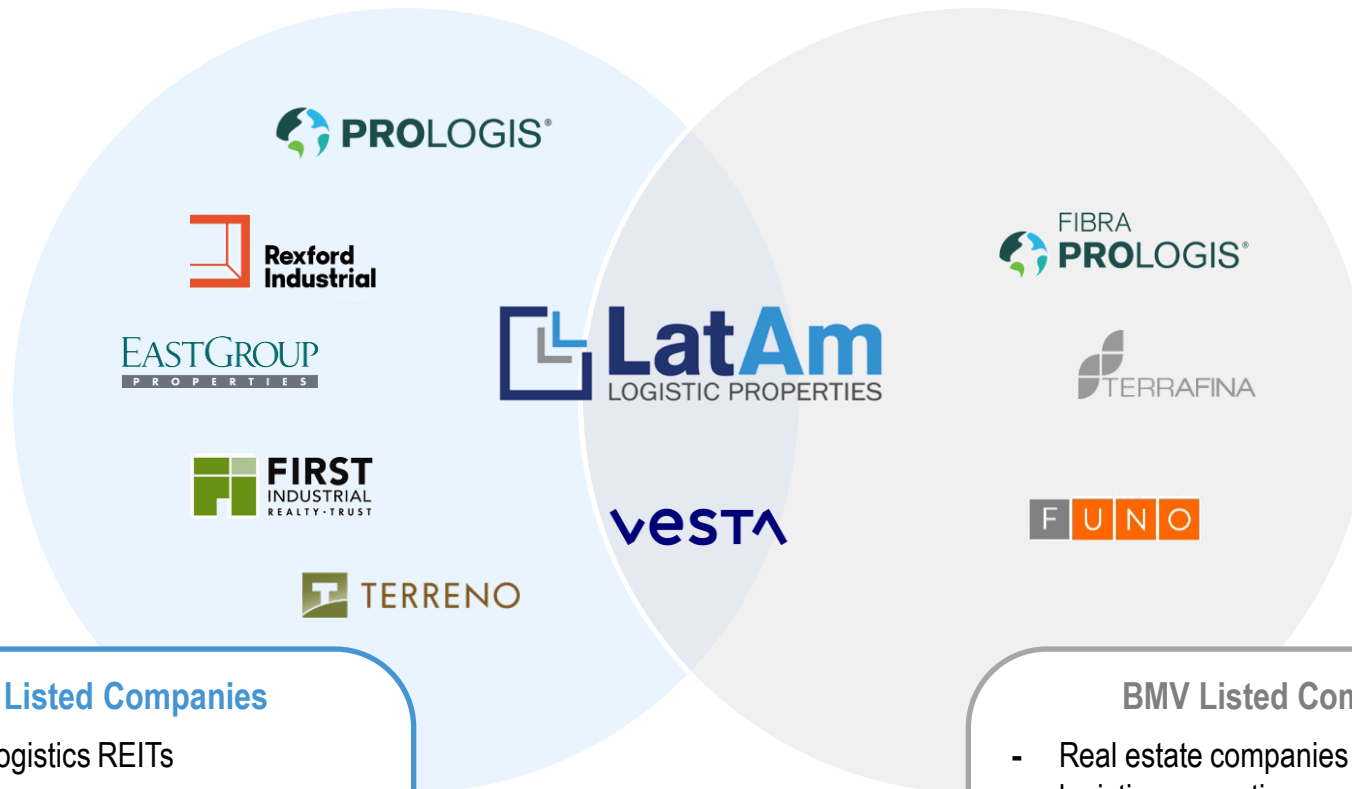 PROLOGIS®
Rexford
Industrial
EASTGROUP
PROPERTIES
FIRST
INDUSTRIAL
REALTY·TRUST
TERRENO
LatAm
LOGISTIC PROPERTIES
vesta
FIBRA
PROLOGIS®
TERRAFINA
FUNO
Listed Companies
ogistics REITs
BMV Listed Con
- Real estate companies